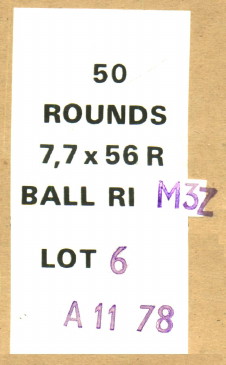 50
ROUNDS
7,7 x 56 R
BALL RI M3Z
LOT 6
A 11 78